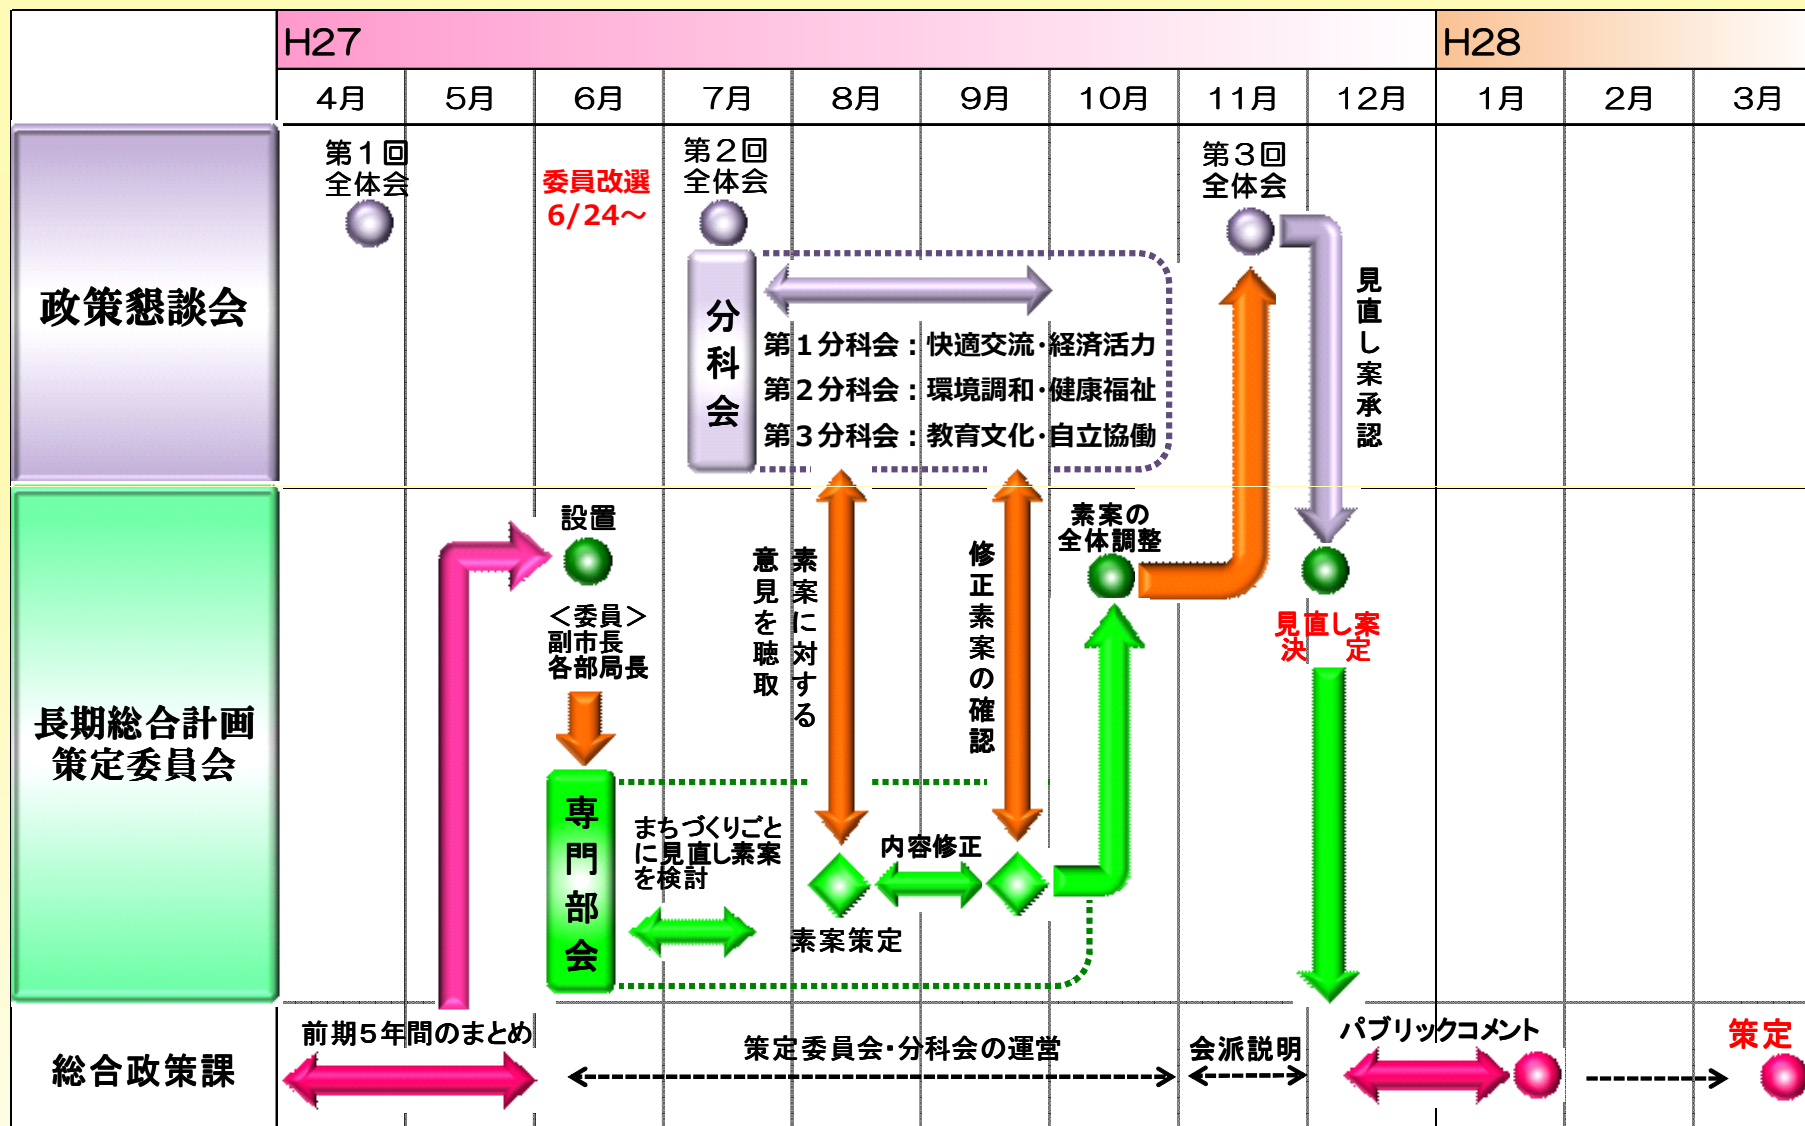 H27
H28
4月
5月
6月
7月
8月
9月
10月
11月
12月
1月
2月
3月
政策懇談会
第１回
全体会
委員改選
6/24～
第２回
全体会
第３回
全体会
分科会
第１分科会：快適交流・経済活力
第２分科会：環境調和・健康福祉
第３分科会：教育文化・自立協働
見直し案承認
長期総合計画
策定委員会
設置
＜委員＞
副市長
各部局長
専門部会
まちづくりごと
に見直し素案
を検討
素案に対する
意見を聴取
素案策定
内容修正
修正素案の確認
素案の
全体調整
見直し案
決　定
総合政策課
前期５年間のまとめ
策定委員会・分科会の運営
会派説明
パブリックコメント
策定